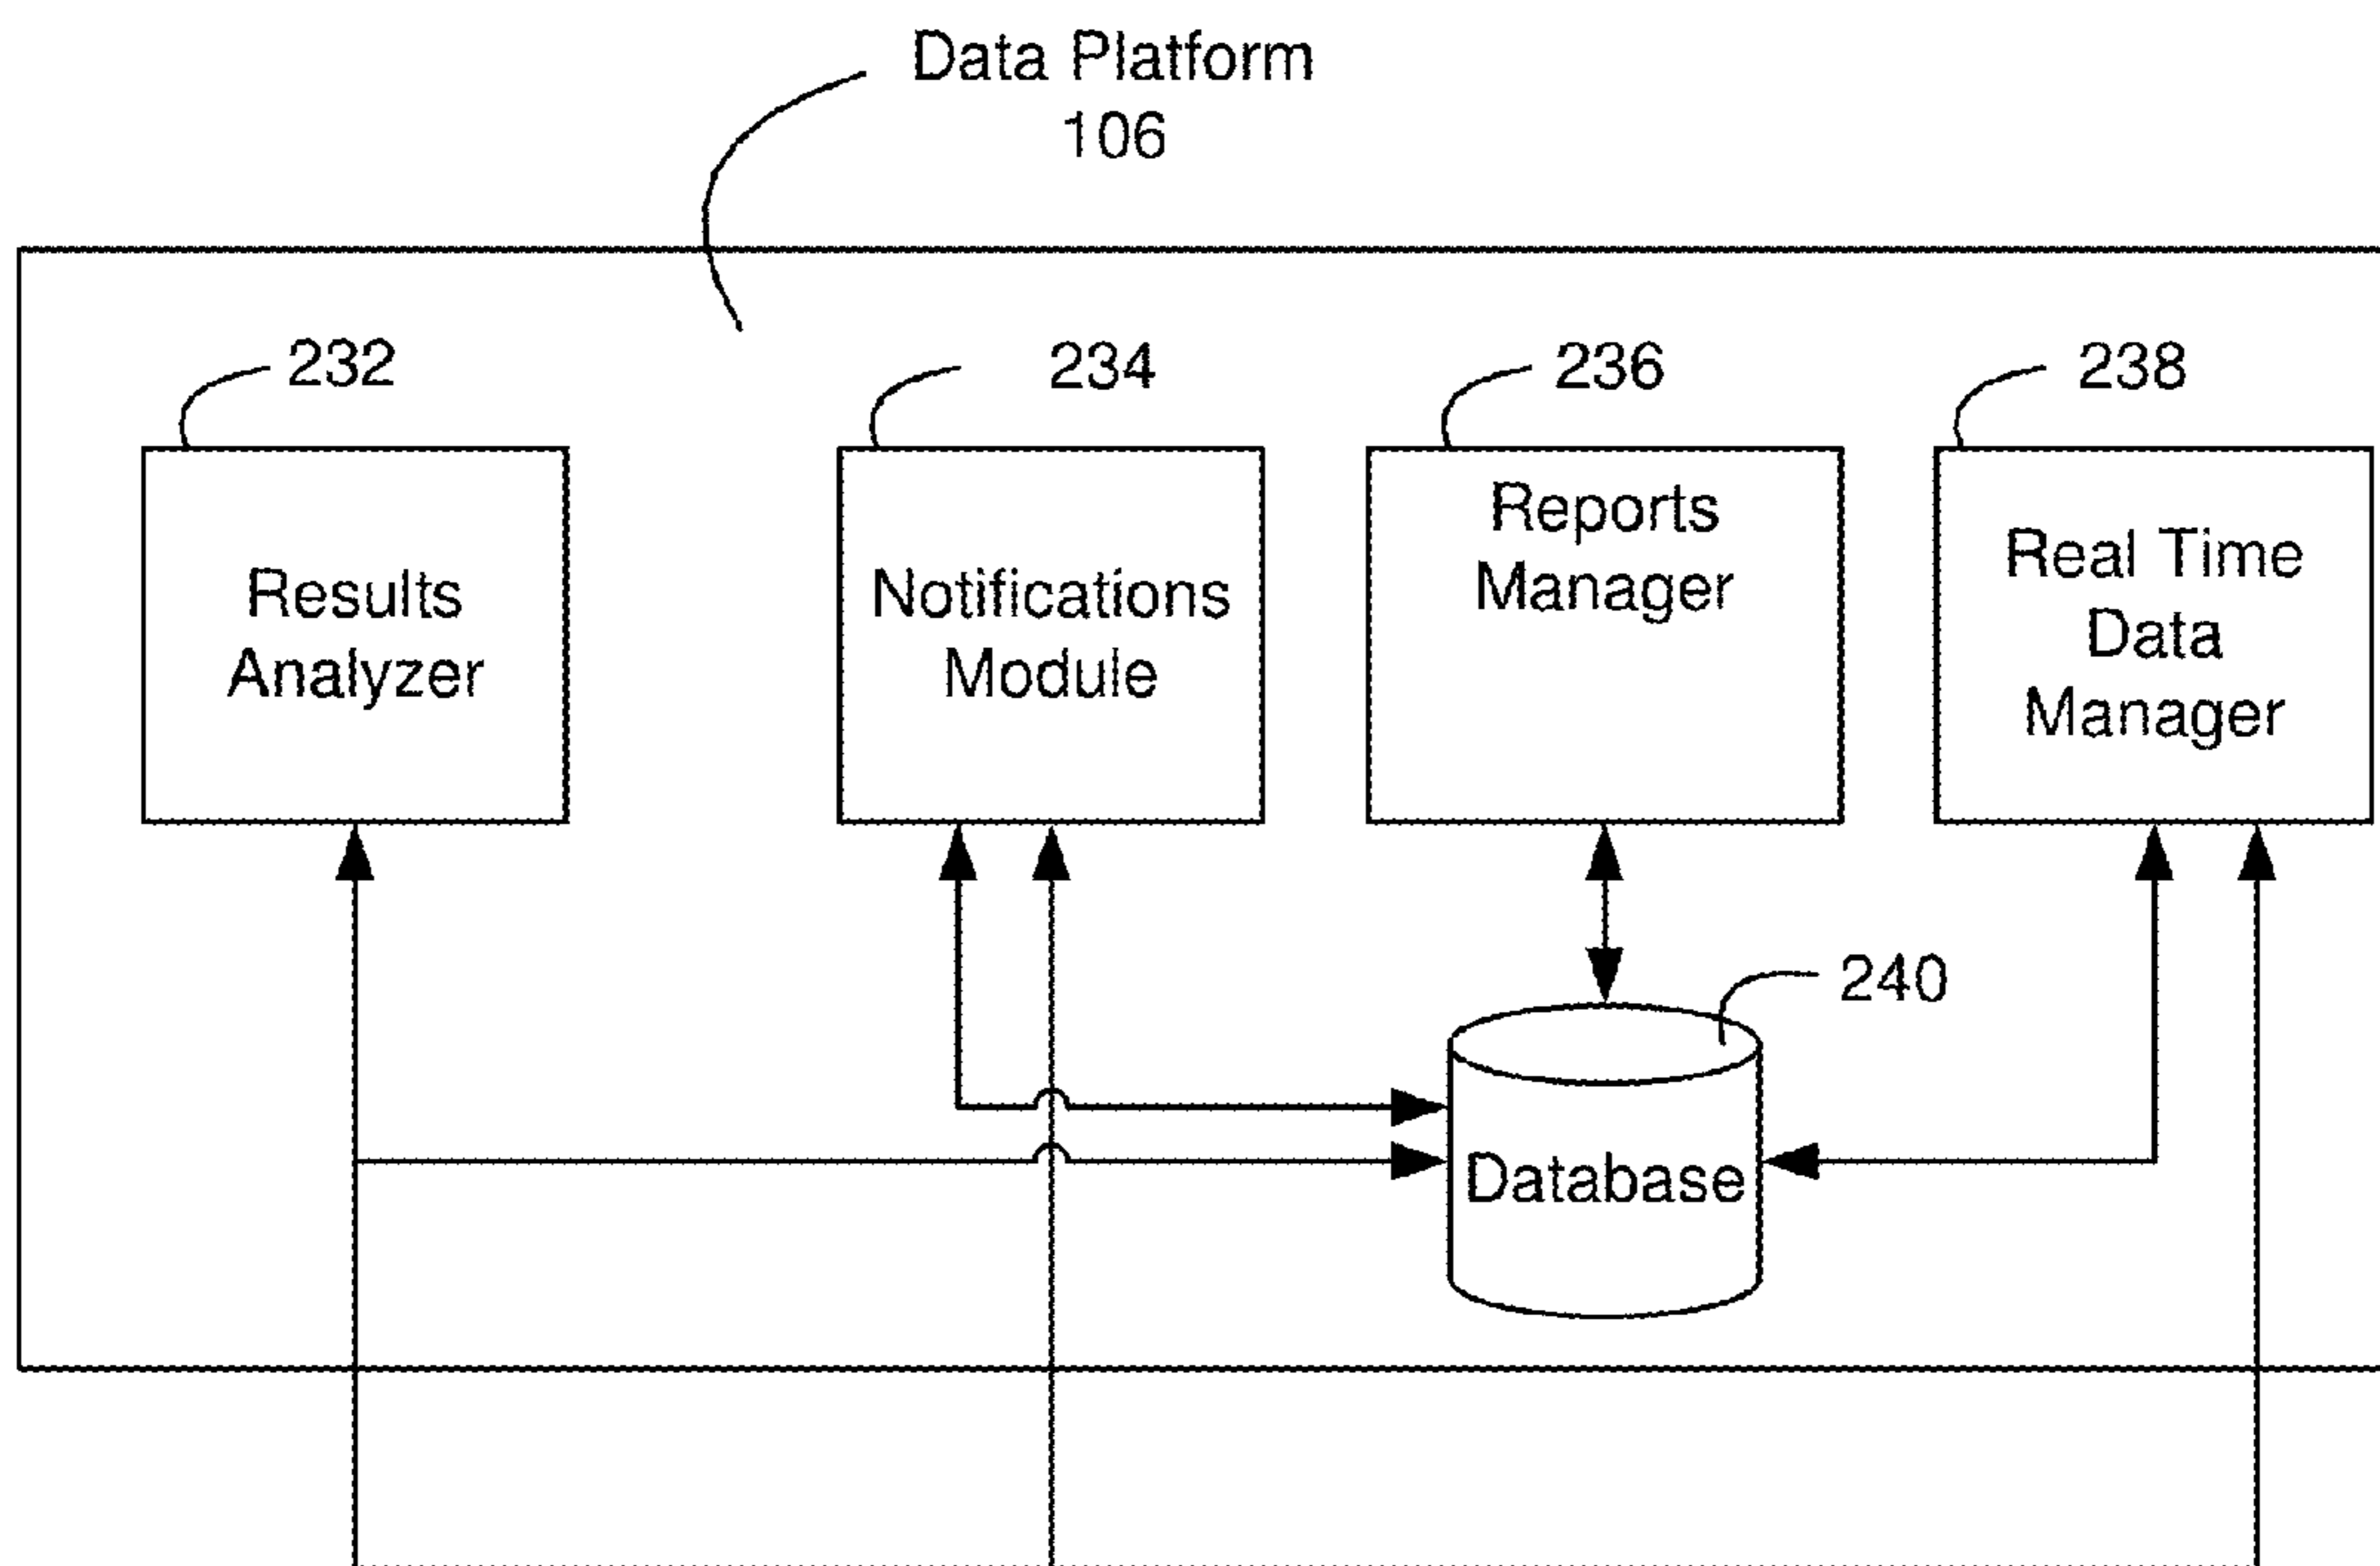 Data Platform
106
232
234
236
238
Results
Analyzer
Notifications
Module
Reports
Manager
Real Time
Data
Manager
240
Database